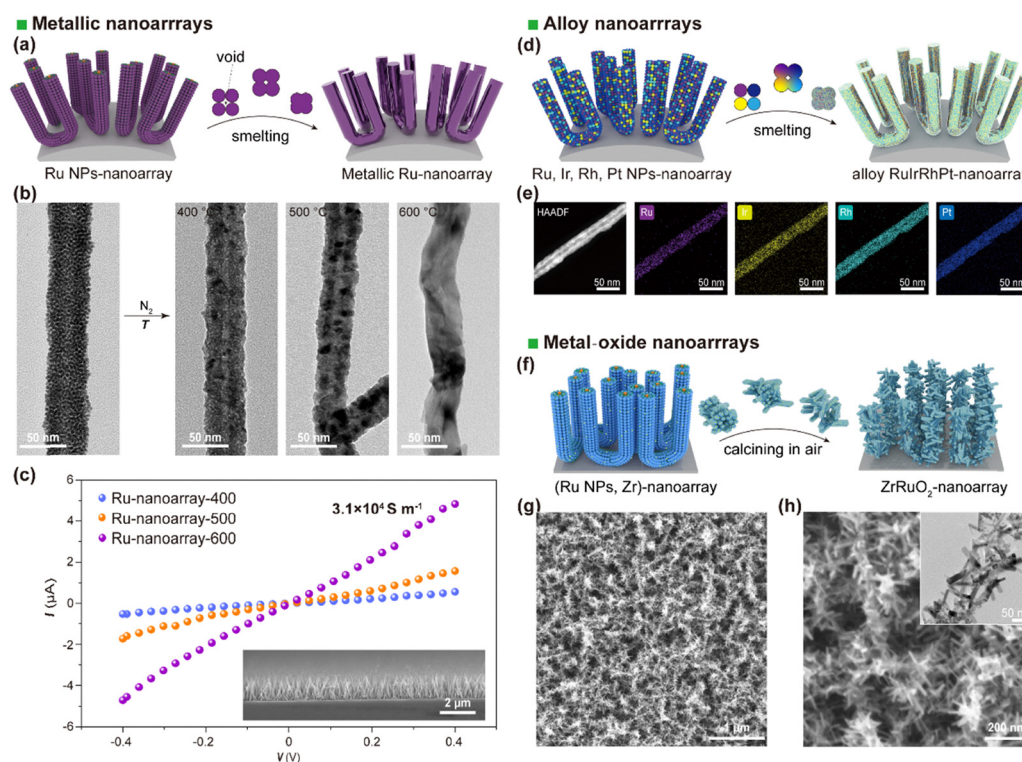 Metallic nanoarrrays
(a)
void
smelting
Ru NPs-nanoarray
Metallic Ru-nanoarray
(b)
400 °C
500 °C
600 °C
N2
T
50 nm
50 nm
50 nm
50 nm
(c)
6
4
2
0
-2
-4
-6
I (µA)
Ru-nanoarray-400
Ru-nanoarray-500
Ru-nanoarray-600
3.1×10⁴ S m⁻¹
2 µm
-0.4
-0.2
0
0.2
0.4
V (V)
Alloy nanoarrrays
(d)
smelting
Ru, Ir, Rh, Pt NPs-nanoarray
alloy RuIrRhPt-nanoarra
(e)
HAADF
Ru
Ir
Rh
Pt
50 nm
50 nm
50 nm
50 nm
50 nm
Metal-oxide nanoarrrays
(f)
calcining in air
(Ru NPs, Zr)-nanoarray
ZrRuO2-nanoarray
(g)
1 µm
(h)
50 n
200 nm